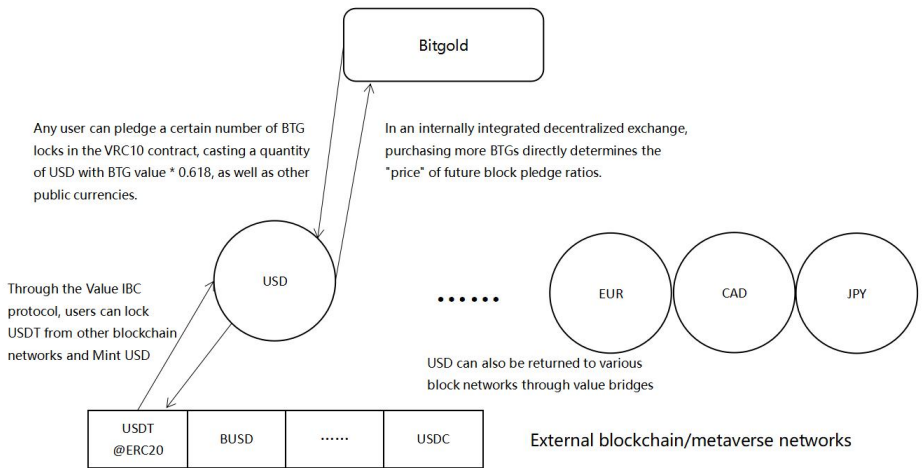 Bitgold
Any user can pledge a certain number of BTG
locks in the VRC10 contract, casting a quantity
of USD with BTG value * 0.618, as well as other
public currencies.
In an internally integrated decentralized exchange,
purchasing more BTGs directly determines the
"price" of future block pledge ratios.
USD
Through the Value IBC
protocol, users can lock
USDT from other blockchain
networks and Mint USD
······
EUR
CAD
JPY
USD can also be returned to various
block networks through value bridges
USDT
@ERC20
BUSD
······
USDC
External blockchain/metaverse networks